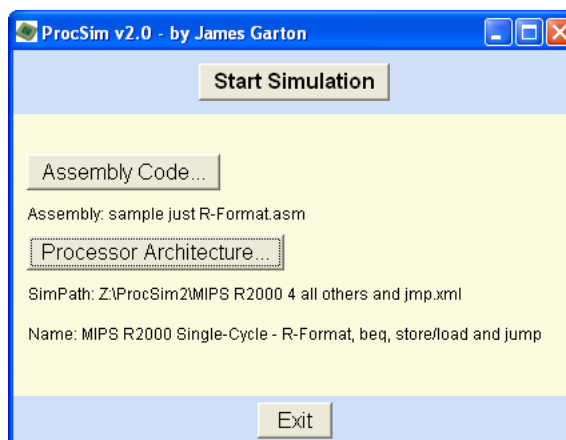 ProcSim v2.0 - by James Garton
Start Simulation
Assembly Code...
Assembly: sample just R-Format.asm
Processor Architecture...
SimPath: Z:\ProcSim2\MIPS R2000 4 all others and jmp.xml
Name: MIPS R2000 Single-Cycle - R-Format, beq, store/load and jump
Exit